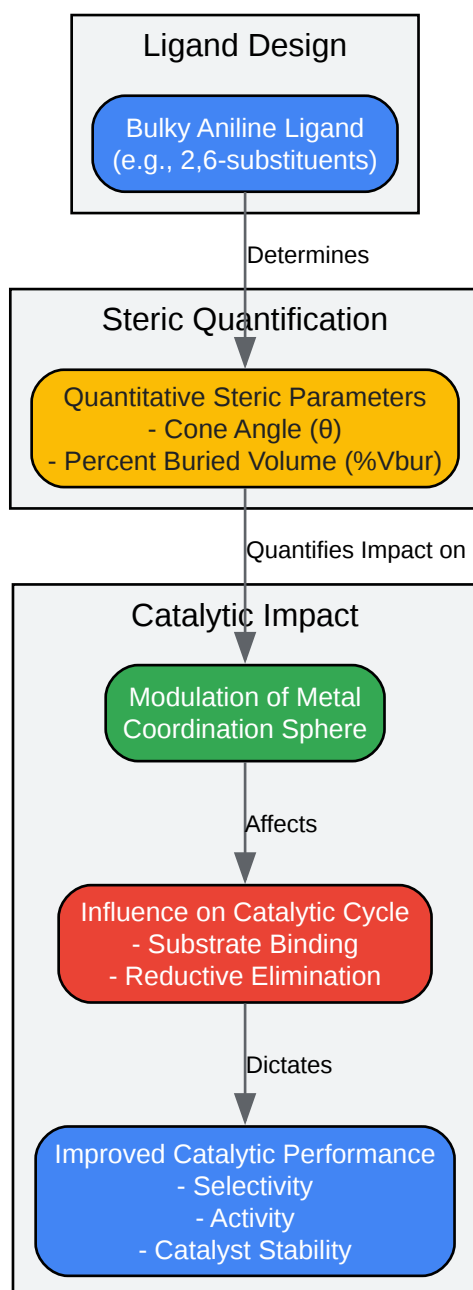 Ligand Design
Bulky Aniline Ligand
(e.g., 2,6-substituents)
Determines
Steric Quantification
Quantitative Steric Parameters
- Cone Angle (θ)
- Percent Buried Volume (%Vbur)
Quantifies Impact on
Catalytic Impact
Modulation of Metal
Coordination Sphere
Affects
Influence on Catalytic Cycle
- Substrate Binding
- Reductive Elimination
Dictates
Improved Catalytic Performance
- Selectivity
- Activity
- Catalyst Stability